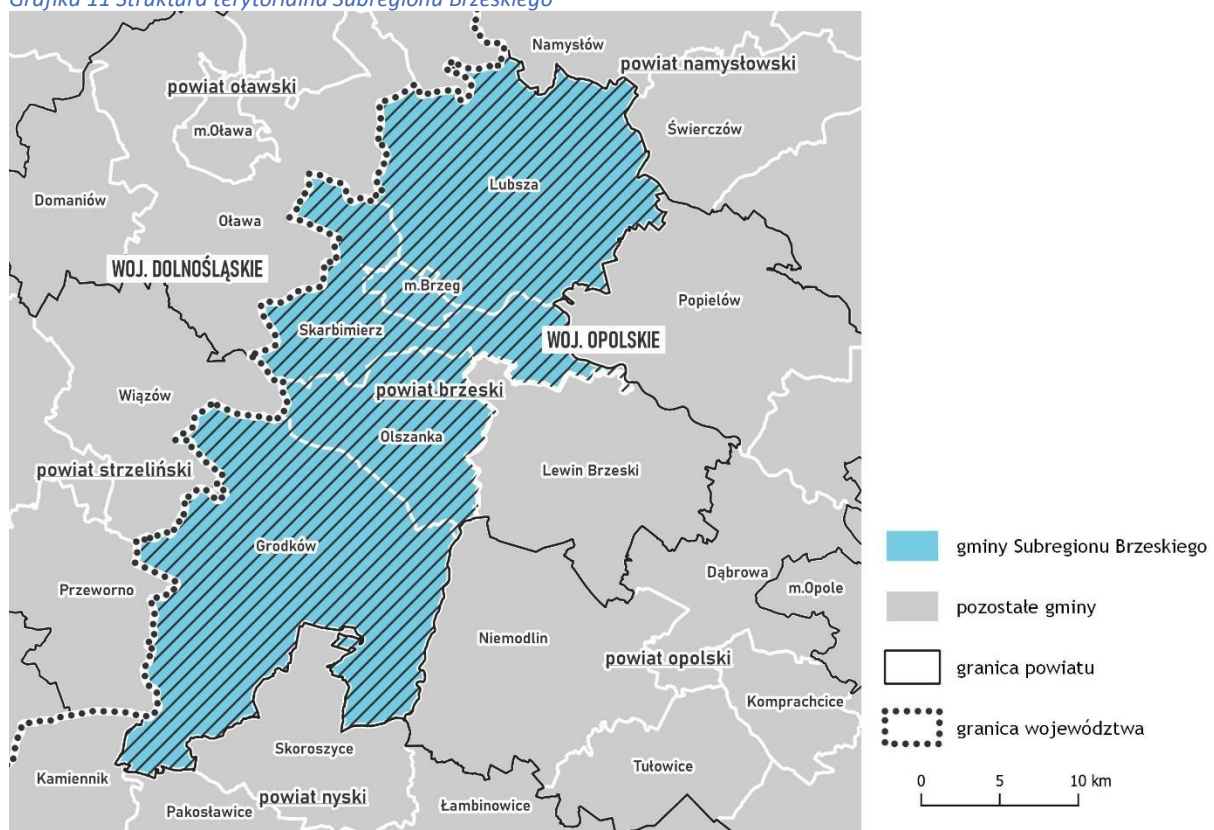 Grafika 11 Struktura terytorialna Subregionu Brzeskiego
Namysłów
powiat namysłowski
powiat oławski
m.Oława
Świerczów
Domaniów
Lubsza
Oława
WOJ. DOLNOŚLĄSKIE
m.Brzeg
Popielów
Skarbimierz
WOJ. OPOLSKIE
Wiązów
powiat brzeski
Olszanka
powiat strzeliński
Lewin Brzeski
Grodków
Przeworno
Dąbrowa
m.Opole
Niemodlin
powiat opolski
Komprachcice
Skoroszyce
Tułowice
Kamiennik
powiat nyski
Pakosławice
Łambinowice
gminy Subregionu Brzeskiego
pozostałe gminy
granica powiatu
granica województwa
0 5 10 km